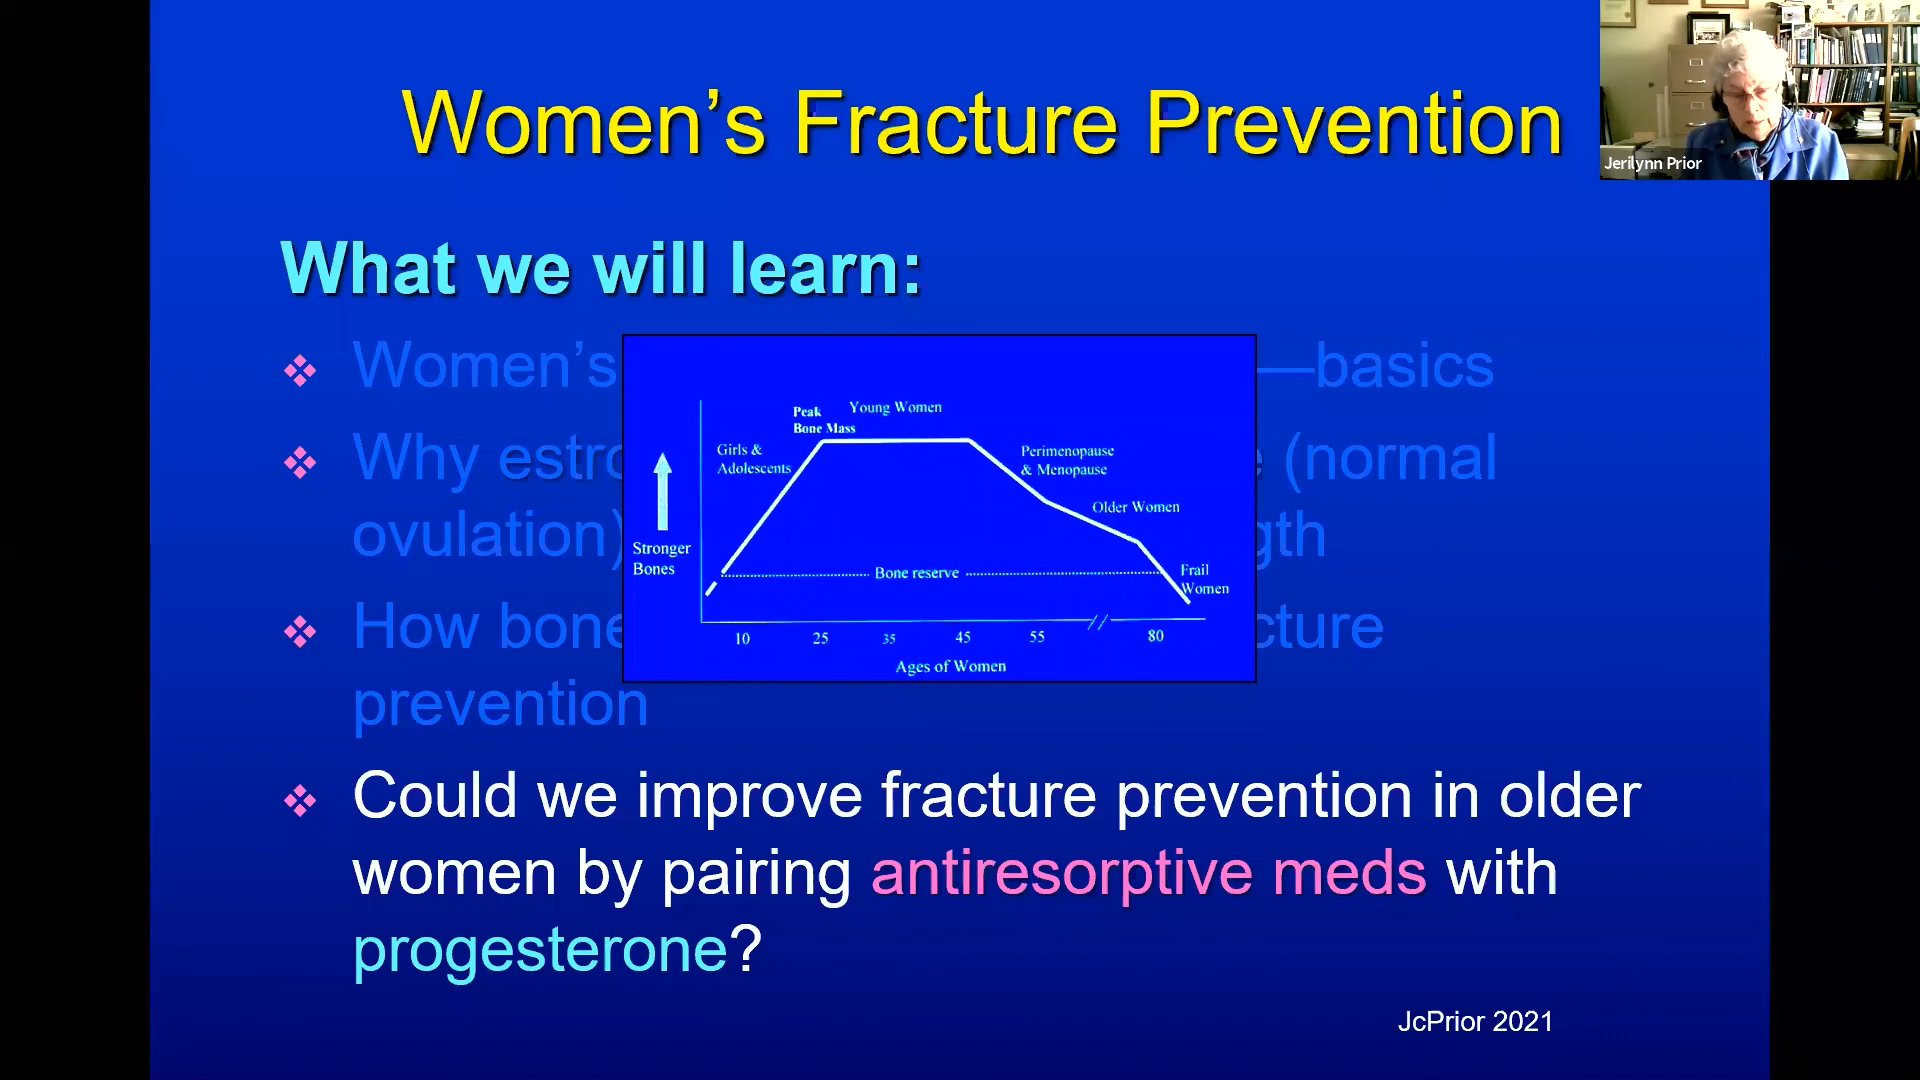 Women’s Fracture Prevention
Jerilynn Prior
What we will learn:
❖ Women’s —basics
❖ Why estro (normal
ovulation) gth
❖ How bone cture
prevention
Peak
Bone Mass
Young Women
Girls &
Adolescents
Perimenopause
& Menopause
Older Women
Stronger
Bones
Bone reserve
Frail
Women
10 25 35 45 55 80
Ages of Women
❖ Could we improve fracture prevention in older
women by pairing antiresorptive meds with
progesterone?
JcPrior 2021